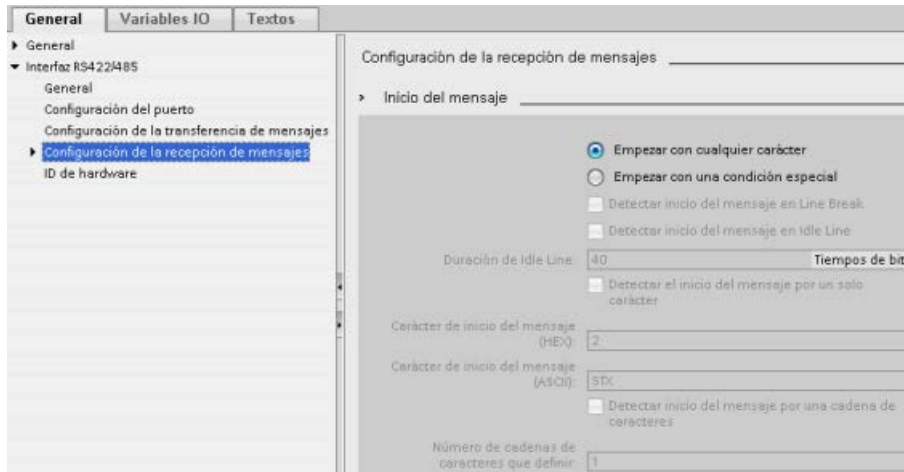 General
Variables IO
Textos
General
Interfaz RS422/485
General
Configuración del puerto
Configuración de la transferencia de mensajes
Configuración de la recepción de mensajes
ID de hardware
Configuración de la recepción de mensajes
Inicio del mensaje
Empezar con cualquier carácter
Empezar con una condición especial
Detectar inicio del mensaje en Line Break
Detectar inicio del mensaje en Idle Line
Duración de Idle Line: 40 Tiempos de bit
Detectar el inicio del mensaje por un solo
carácter
Carácter de inicio del mensaje
(HEX): 2
Carácter de inicio del mensaje
(ASCII): STX
Detectar inicio del mensaje por una cadena de
caracteres
Número de cadenas de
caracteres que definir: 1